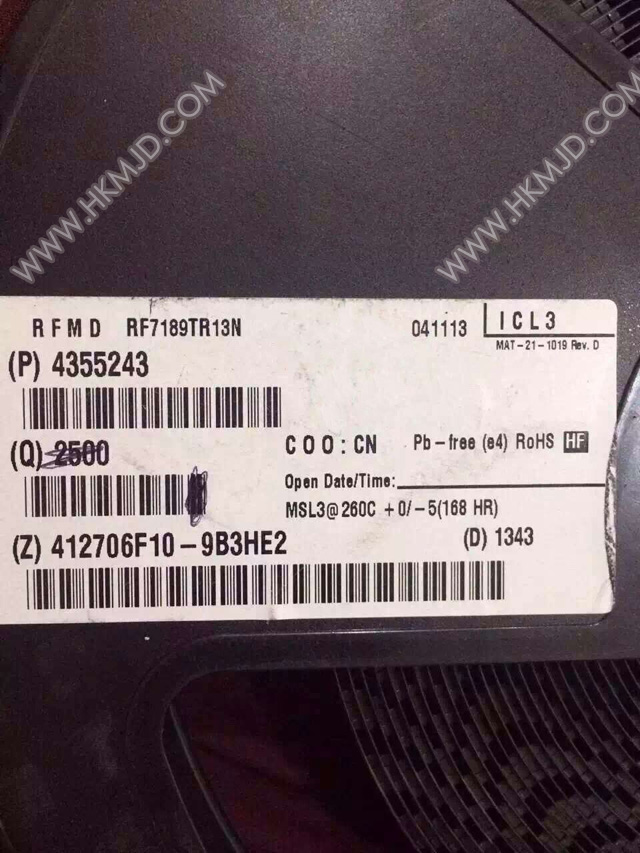 WWW.HKMJD.COM
WWW.HKMJD.COM
RFMD RF7189TR13N 041113 ICL3
MAT-21-1019 Rev. D
(P) 4355243
(Q) 2500 COO:CN Pb-free (e4) RoHS HF
Open Date/Time:
MSL3@260C +0/-5(168 HR)
(Z) 412706F10-9B3HE2 (D) 1343